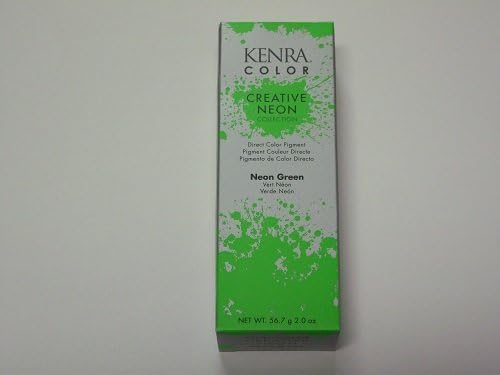 KENRA™
COLOR
CREATIVE
NEON
COLLECTION
Direct Color Pigment
Pigment Couleur Directe
Pigmento de Color Directo
Neon Green
Vert Néon
Verde Neón
NET WT. 56.7 g 2.0 oz.